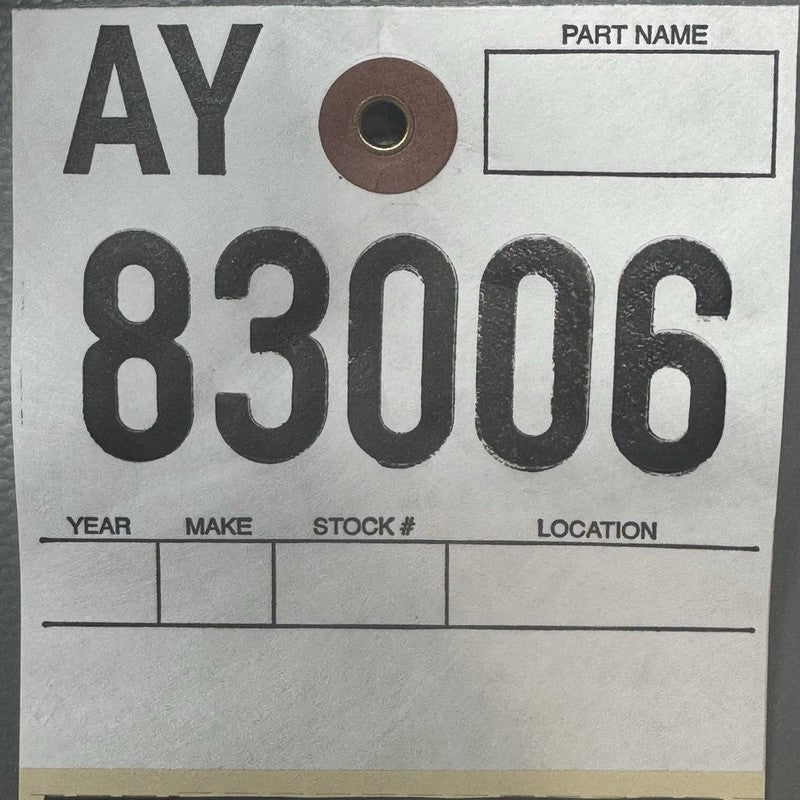 AY
PART NAME
83006
YEAR MAKE STOCK # LOCATION